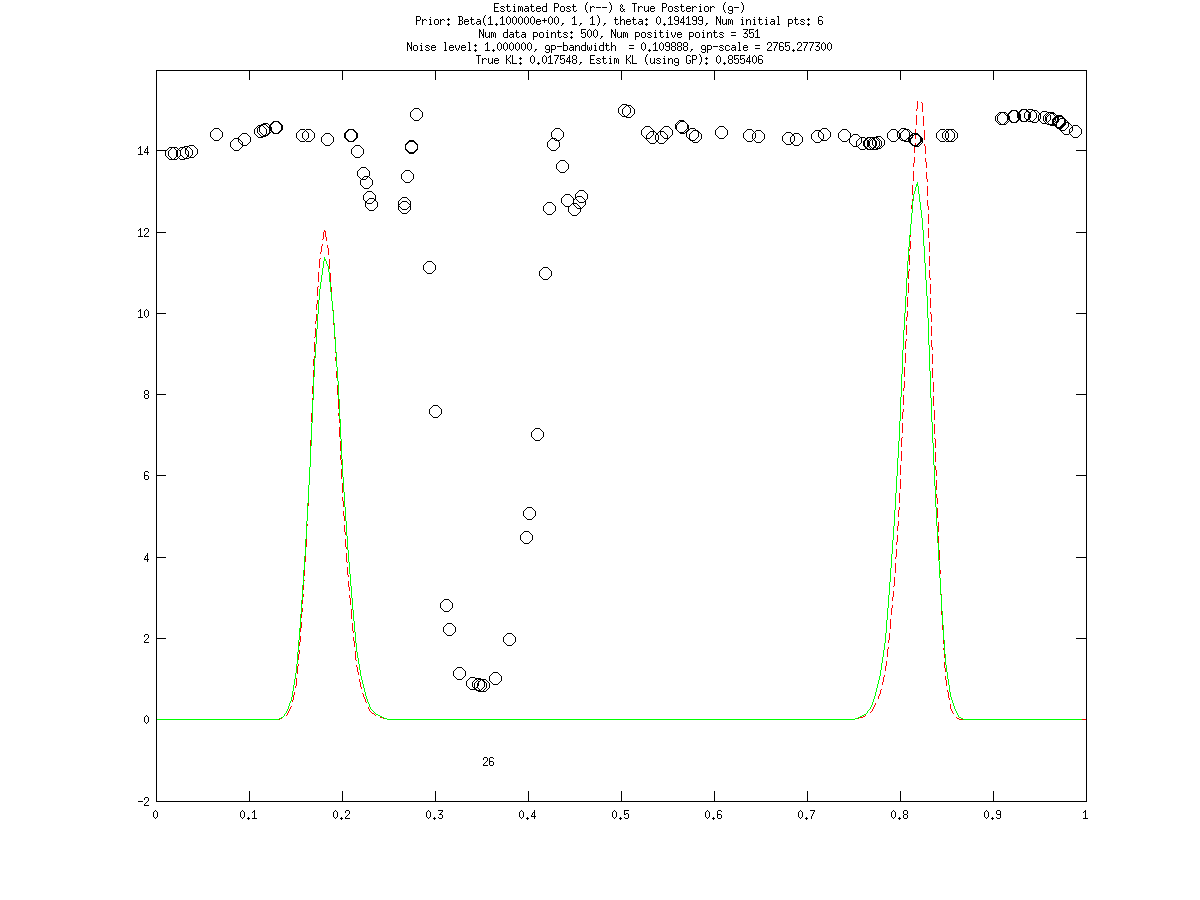 Estimated Post (r--) & True Posterior (g-)
Prior: Beta(1.100000e+00, 1, 1), theta: 0.194199, Num initial pts: 6
Num data points: 500, Num positive points = 351
Noise level: 1.000000, gp-bandwidth  = 0.109888, gp-scale = 2765.277300
True KL: 0.017548, Estim KL (using GP): 0.855406
14
12
10
8
6
4
2
0
26
-2
0 0.1 0.2 0.3 0.4 0.5 0.6 0.7 0.8 0.9 1